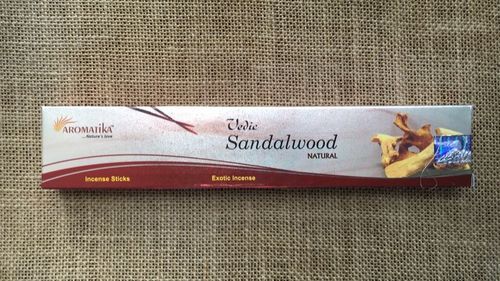 AROMATIKA
...Nature's love
Vedic
Sandalwood
NATURAL
Incense Sticks
Exotic Incense